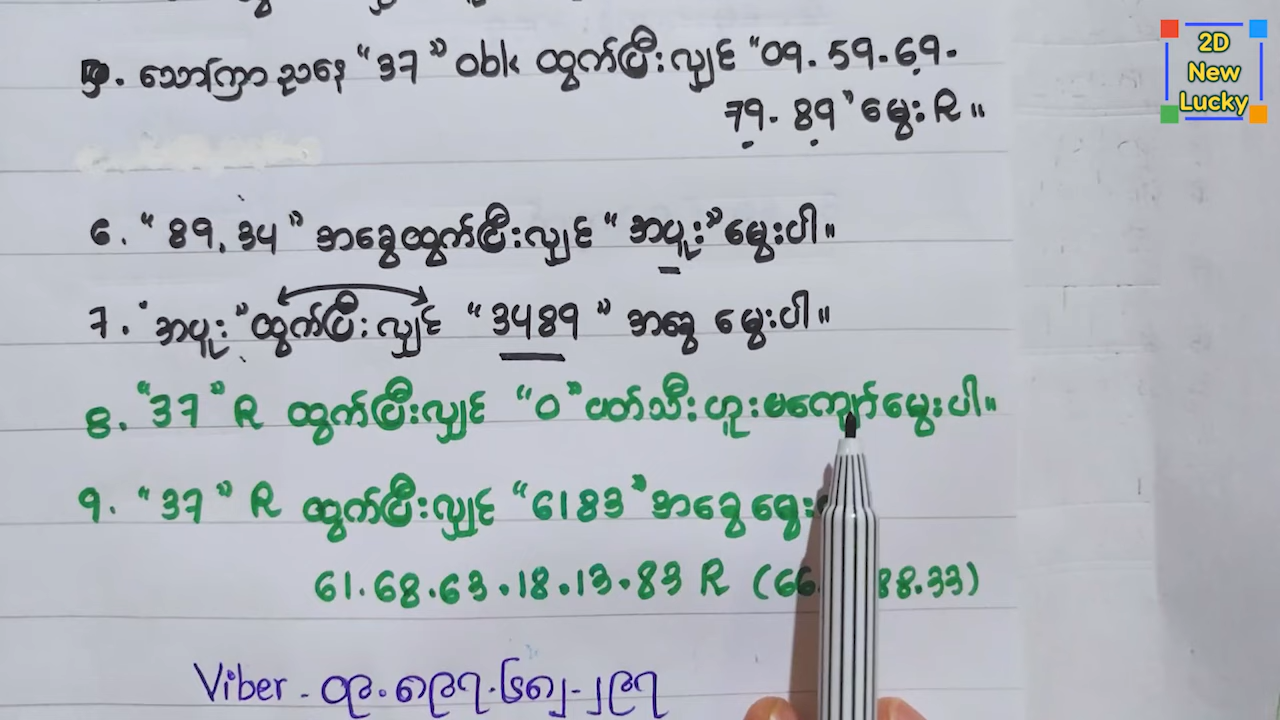 2D
New
Lucky
၅. သောကြာ ညနေ “37” obk ထွက်ပြီးလျှင် “09. 59. 69.
79. 89” မွေး R ။
6. “89, 34” အခွေထွက်ပြီးလျှင် “အပူး” မွေးပါ။
7. “အပူး” ထွက်ပြီးလျှင် “3489” အခွေ မွေးပါ။
8. “37” R ထွက်ပြီးလျှင် “0” ပတ်သီးဟူးမကျော်မွေးပါ။
9. “37” R ထွက်ပြီးလျှင် “6183” အခွေ မွေး
61. 68. 63. 18. 13. 83 R (66. 88. 33)
Viber -